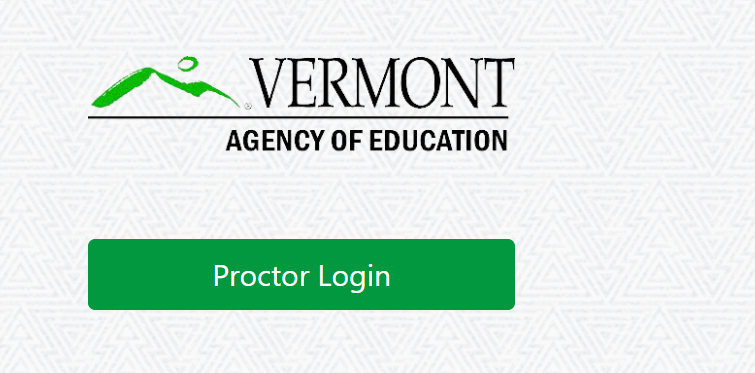 VERMONT
AGENCY OF EDUCATION
Proctor Login